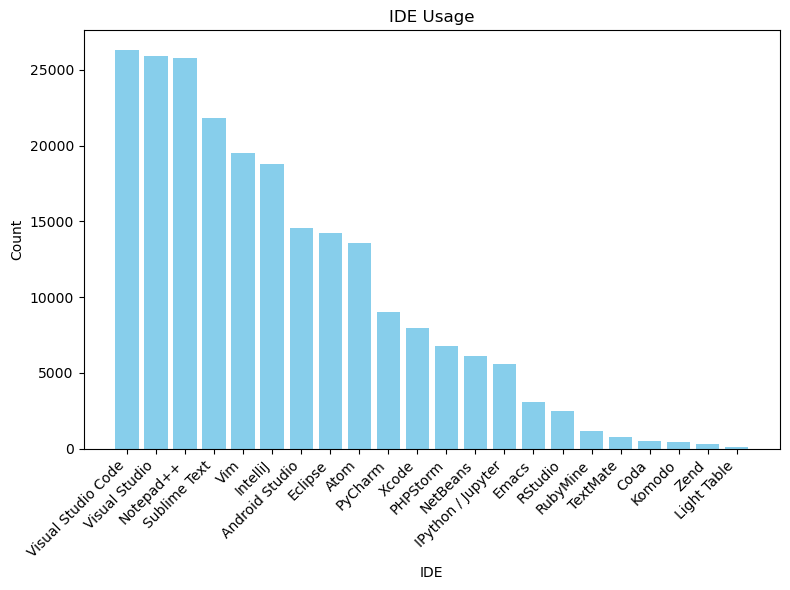 IDE Usage
Count
25000
20000
15000
10000
5000
0
Visual Studio Code
Visual Studio
Notepad++
Sublime Text
Vim
IntelliJ
Android Studio
Eclipse
Atom
PyCharm
Xcode
PHPStorm
NetBeans
IPython / Jupyter
Emacs
RStudio
RubyMine
TextMate
Coda
Komodo
Zend
Light Table
IDE